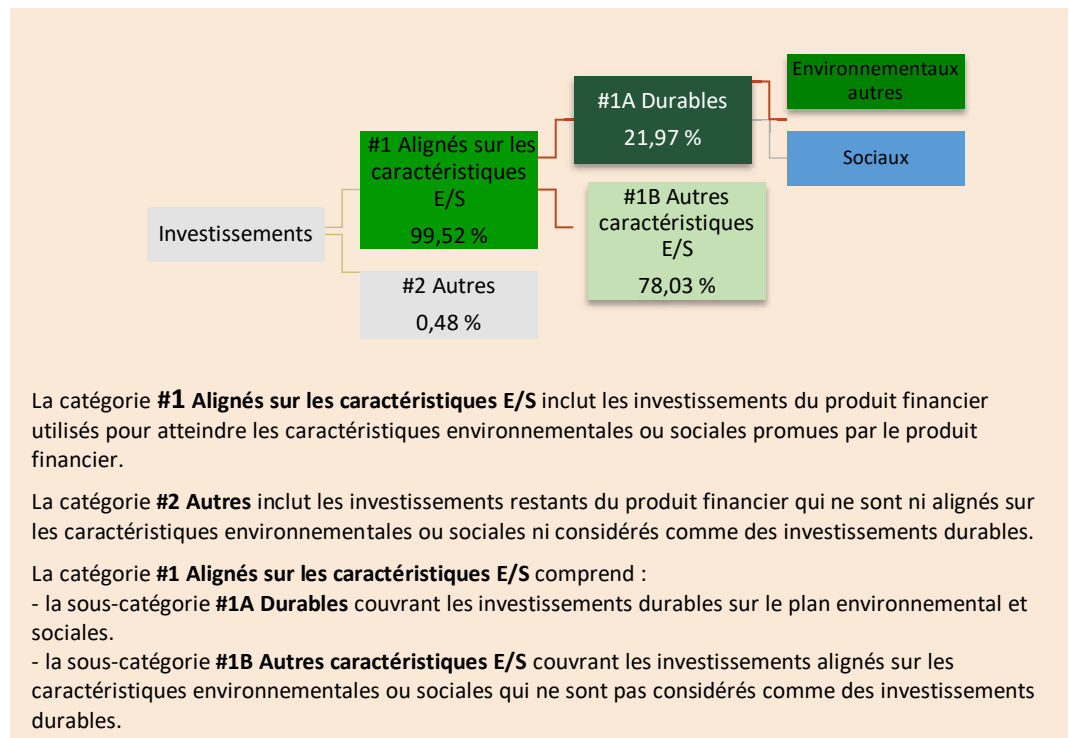 Environnementaux
autres
#1A Durables
21,97 %
Sociaux
#1 Alignés sur les
caractéristiques
E/S
99,52 %
#1B Autres
caractéristiques
E/S
78,03 %
Investissements
#2 Autres
0,48 %
La catégorie #1 Alignés sur les caractéristiques E/S inclut les investissements du produit financier
utilisés pour atteindre les caractéristiques environnementales ou sociales promues par le produit
financier.
La catégorie #2 Autres inclut les investissements restants du produit financier qui ne sont ni alignés sur
les caractéristiques environnementales ou sociales ni considérés comme des investissements durables.
La catégorie #1 Alignés sur les caractéristiques E/S comprend :
- la sous-catégorie #1A Durables couvrant les investissements durables sur le plan environnemental et
sociales.
- la sous-catégorie #1B Autres caractéristiques E/S couvrant les investissements alignés sur les
caractéristiques environnementales ou sociales qui ne sont pas considérés comme des investissements
durables.